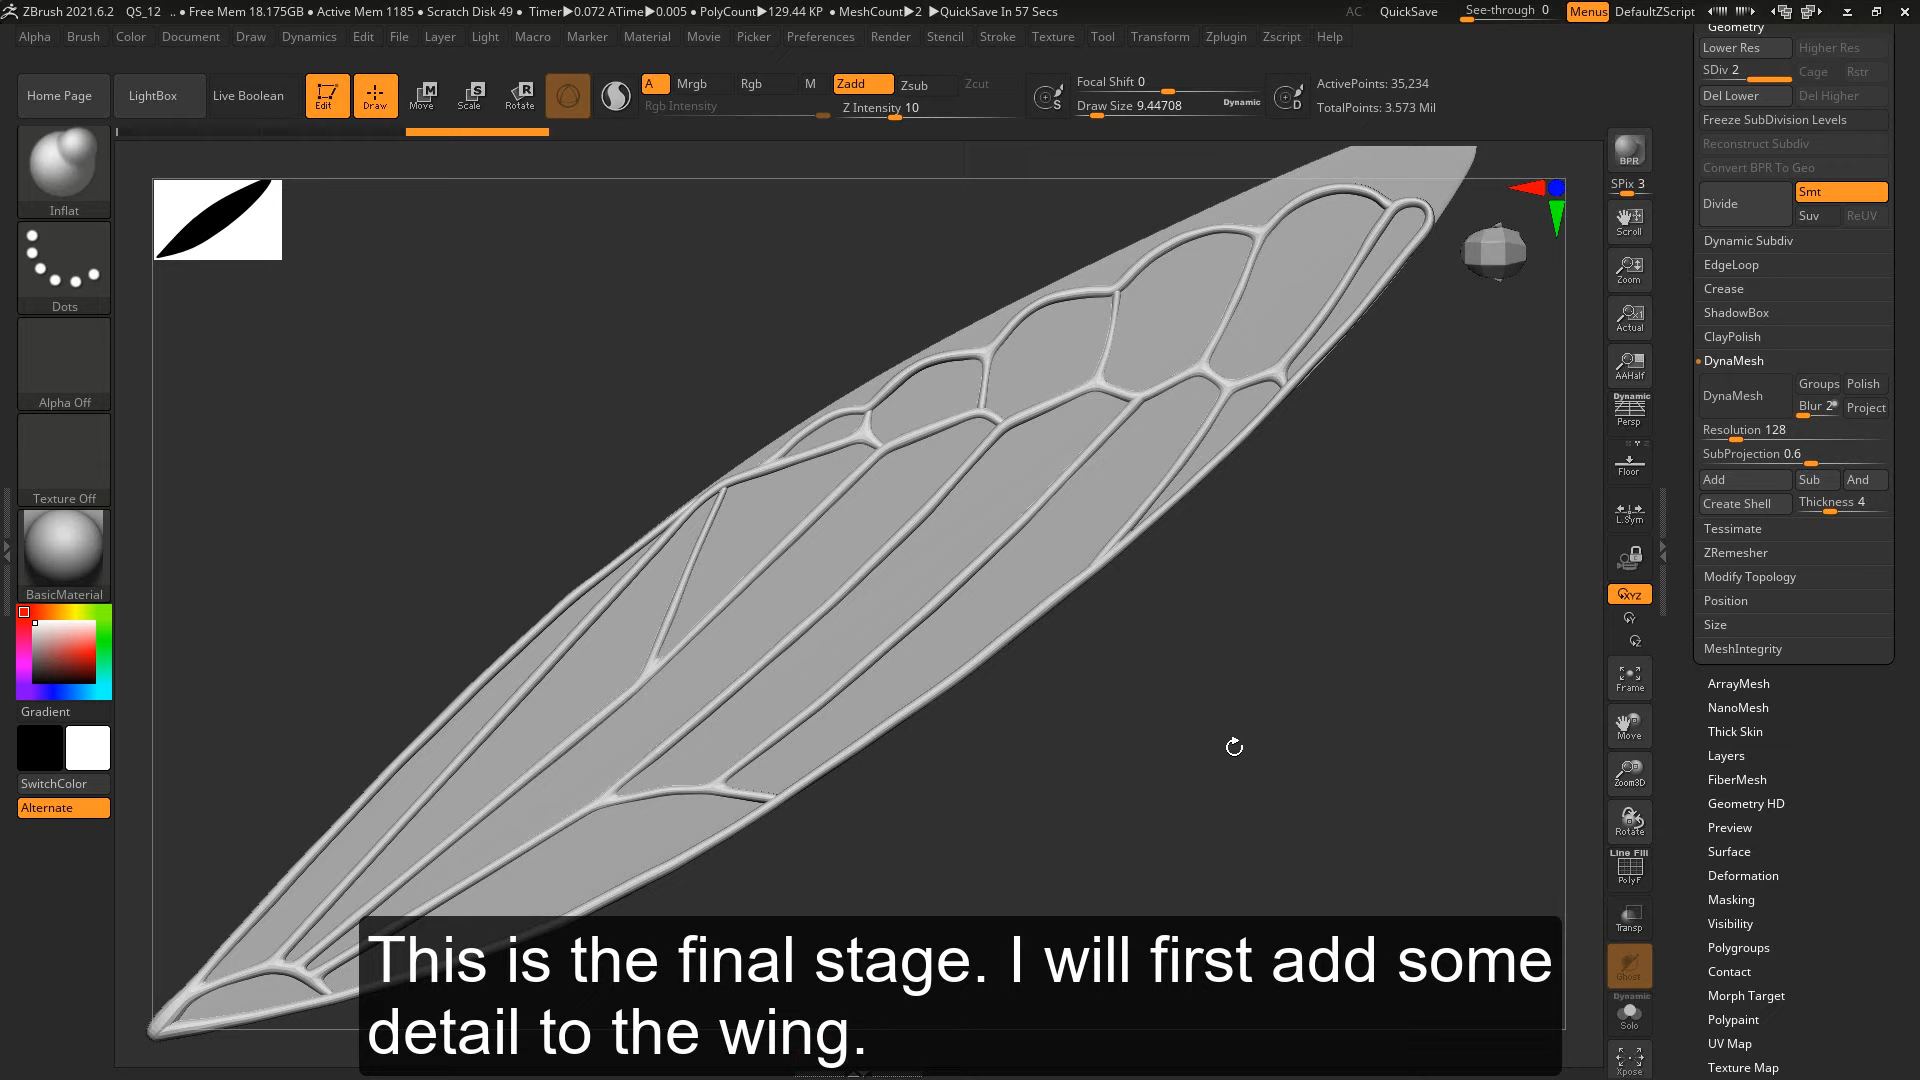 ZBrush 2021.6.2 QS_12 .. • Free Mem 18.175GB • Active Mem 1185 • Scratch Disk 49 • Timer▶0.072 ATime▶0.005 • PolyCount▶129.44 KP • MeshCount▶2 ▶QuickSave In 57 Secs AC QuickSave See-through 0 Menus DefaultZScript
Alpha Brush Color Document Draw Dynamics Edit File Layer Light Macro Marker Material Movie Picker Preferences Render Stencil Stroke Texture Tool Transform Zplugin Zscript Help
Home Page LightBox Live Boolean Edit Draw Move Scale Rotate A Mrgb Rgb M Zadd Zsub Zcut Focal Shift 0 ActivePoints: 35,234
Rgb Intensity Z Intensity 10 S Draw Size 9.44708 Dynamic D TotalPoints: 3.573 Mil
Inflat
Dots
Alpha Off
Texture Off
BasicMaterial
Gradient
SwitchColor
Alternate
BPR
SPix 3
Scroll
Zoom
Actual
AAHalf
Dynamic
Persp
Floor
L.Sym
XYZ
Y
Z
Frame
Move
Zoom3D
Rotate
Line Fill
PolyF
Transp
Ghost
Dynamic
Solo
Xpose
Geometry
Lower Res Higher Res
SDiv 2 Cage Rstr
Del Lower Del Higher
Freeze SubDivision Levels
Reconstruct Subdiv
Convert BPR To Geo
Divide Smt
Suv ReUV
Dynamic Subdiv
EdgeLoop
Crease
ShadowBox
ClayPolish
DynaMesh
DynaMesh Groups Polish
Blur 2 Project
Resolution 128
SubProjection 0.6
Add Sub And
Create Shell Thickness 4
Tessimate
ZRemesher
Modify Topology
Position
Size
MeshIntegrity
ArrayMesh
NanoMesh
Thick Skin
Layers
FiberMesh
Geometry HD
Preview
Surface
Deformation
Masking
Visibility
Polygroups
Contact
Morph Target
Polypaint
UV Map
Texture Map
This is the final stage. I will first add some
detail to the wing.